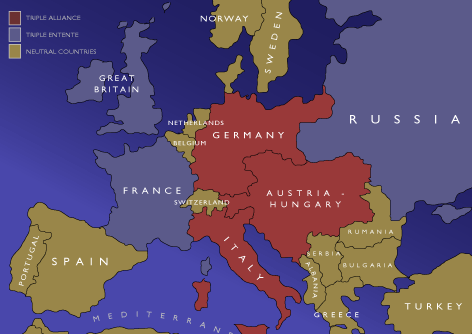 TRIPLE ALLIANCE
TRIPLE ENTENTE
NEUTRAL COUNTRIES
NORWAY
SWEDEN
GREAT
BRITAIN
NETHERLANDS
BELGIUM
GERMANY
RUSSIA
FRANCE
SWITZERLAND
AUSTRIA -
HUNGARY
ITALY
RUMANIA
SERBIA
BULGARIA
ALBANIA
PORTUGAL
SPAIN
GREECE
TURKEY
MEDITERRANE